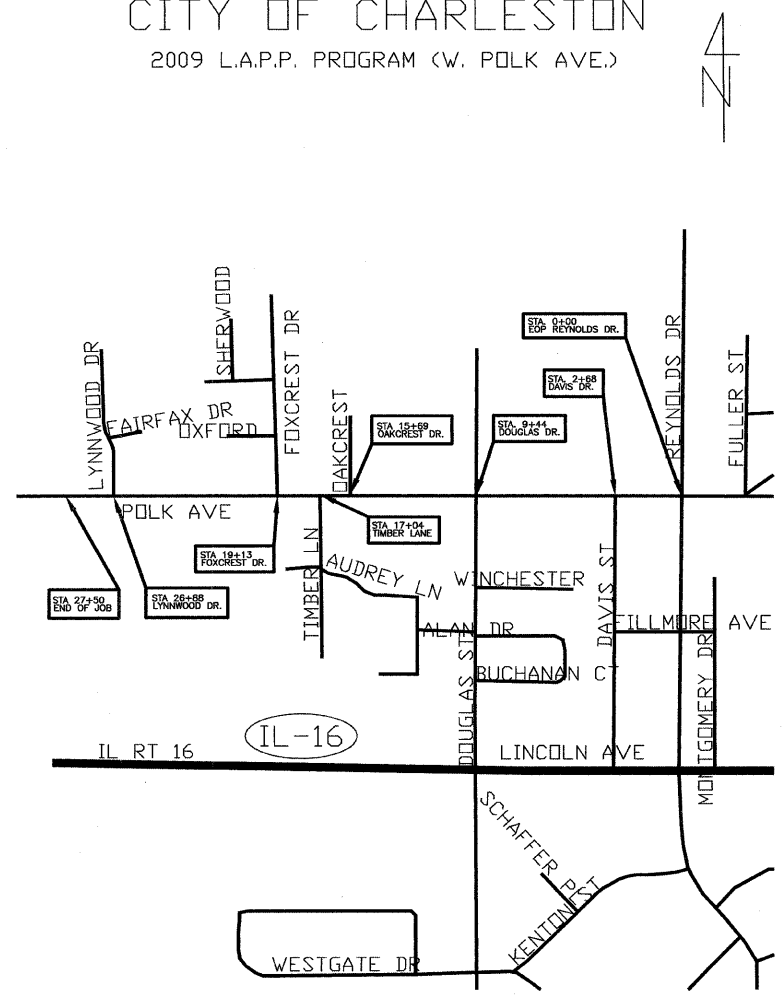 CITY OF CHARLESTON
2009 L.A.P.P. PROGRAM (W. POLK AVE.)
N
SHERWOOD
LYNNWOOD DR
FAIRFAX DR
OXFORD
FOXCREST DR
OAKCREST
STA 15+69
OAKCREST DR.
STA. 9+44
DOUGLAS DR.
STA. 2+68
DAVIS DR.
STA. 0+00
EOP REYNOLDS DR.
REYNOLDS DR
FULLER ST
POLK AVE
STA 17+04
TIMBER LANE
STA 19+13
FOXCREST DR.
STA 27+50
END OF JOB
STA 26+88
LYNNWOOD DR.
TIMBER LN
AUDREY LN
WINCHESTER
DAVIS ST
ALAN DR
FILLMORE AVE
DOUGLAS ST
BUCHANAN CT
MONTGOMERY DR
IL-16
IL RT 16
LINCOLN AVE
SCHAFFER PL
KENTON ST
WESTGATE DR